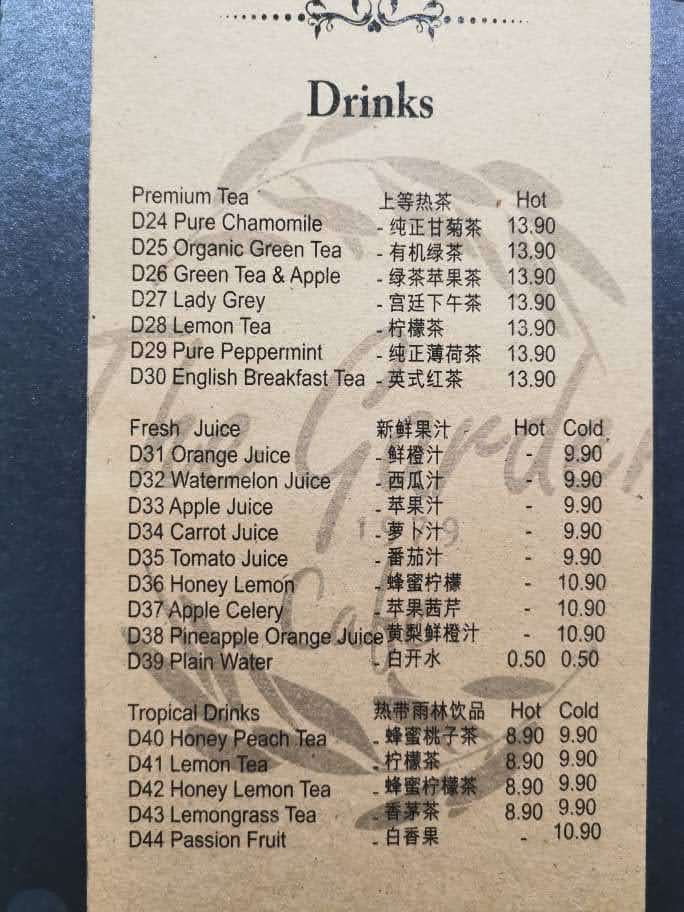 Drinks
Premium Tea 上等热茶 Hot
D24 Pure Chamomile - 纯正甘菊茶 13.90
D25 Organic Green Tea - 有机绿茶 13.90
D26 Green Tea & Apple - 绿茶苹果茶 13.90
D27 Lady Grey - 宫廷下午茶 13.90
D28 Lemon Tea - 柠檬茶 13.90
D29 Pure Peppermint - 纯正薄荷茶 13.90
D30 English Breakfast Tea - 英式红茶 13.90
The Garden
1979
Cafe
Fresh Juice 新鲜果汁 Hot Cold
D31 Orange Juice - 鲜橙汁 - 9.90
D32 Watermelon Juice - 西瓜汁 - 9.90
D33 Apple Juice - 苹果汁 - 9.90
D34 Carrot Juice - 萝卜汁 - 9.90
D35 Tomato Juice - 番茄汁 - 9.90
D36 Honey Lemon - 蜂蜜柠檬 - 10.90
D37 Apple Celery - 苹果茜芹 - 10.90
D38 Pineapple Orange Juice 黄梨鲜橙汁 - 10.90
D39 Plain Water - 白开水 0.50 0.50
Tropical Drinks 热带雨林饮品 Hot Cold
D40 Honey Peach Tea - 蜂蜜桃子茶 8.90 9.90
D41 Lemon Tea - 柠檬茶 8.90 9.90
D42 Honey Lemon Tea - 蜂蜜柠檬茶 8.90 9.90
D43 Lemongrass Tea - 香茅茶 8.90 9.90
D44 Passion Fruit - 白香果 - 10.90